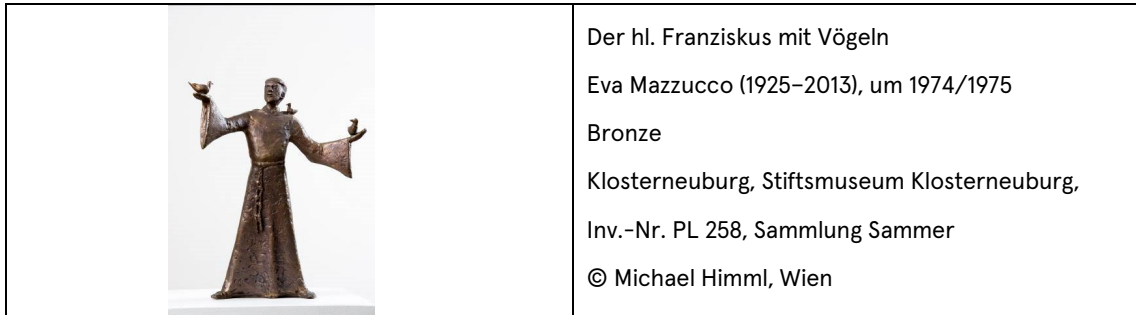 Der hl. Franziskus mit Vögeln
Eva Mazzucco (1925–2013), um 1974/1975
Bronze
Klosterneuburg, Stiftsmuseum Klosterneuburg,
Inv.-Nr. PL 258, Sammlung Sammer
© Michael Himml, Wien